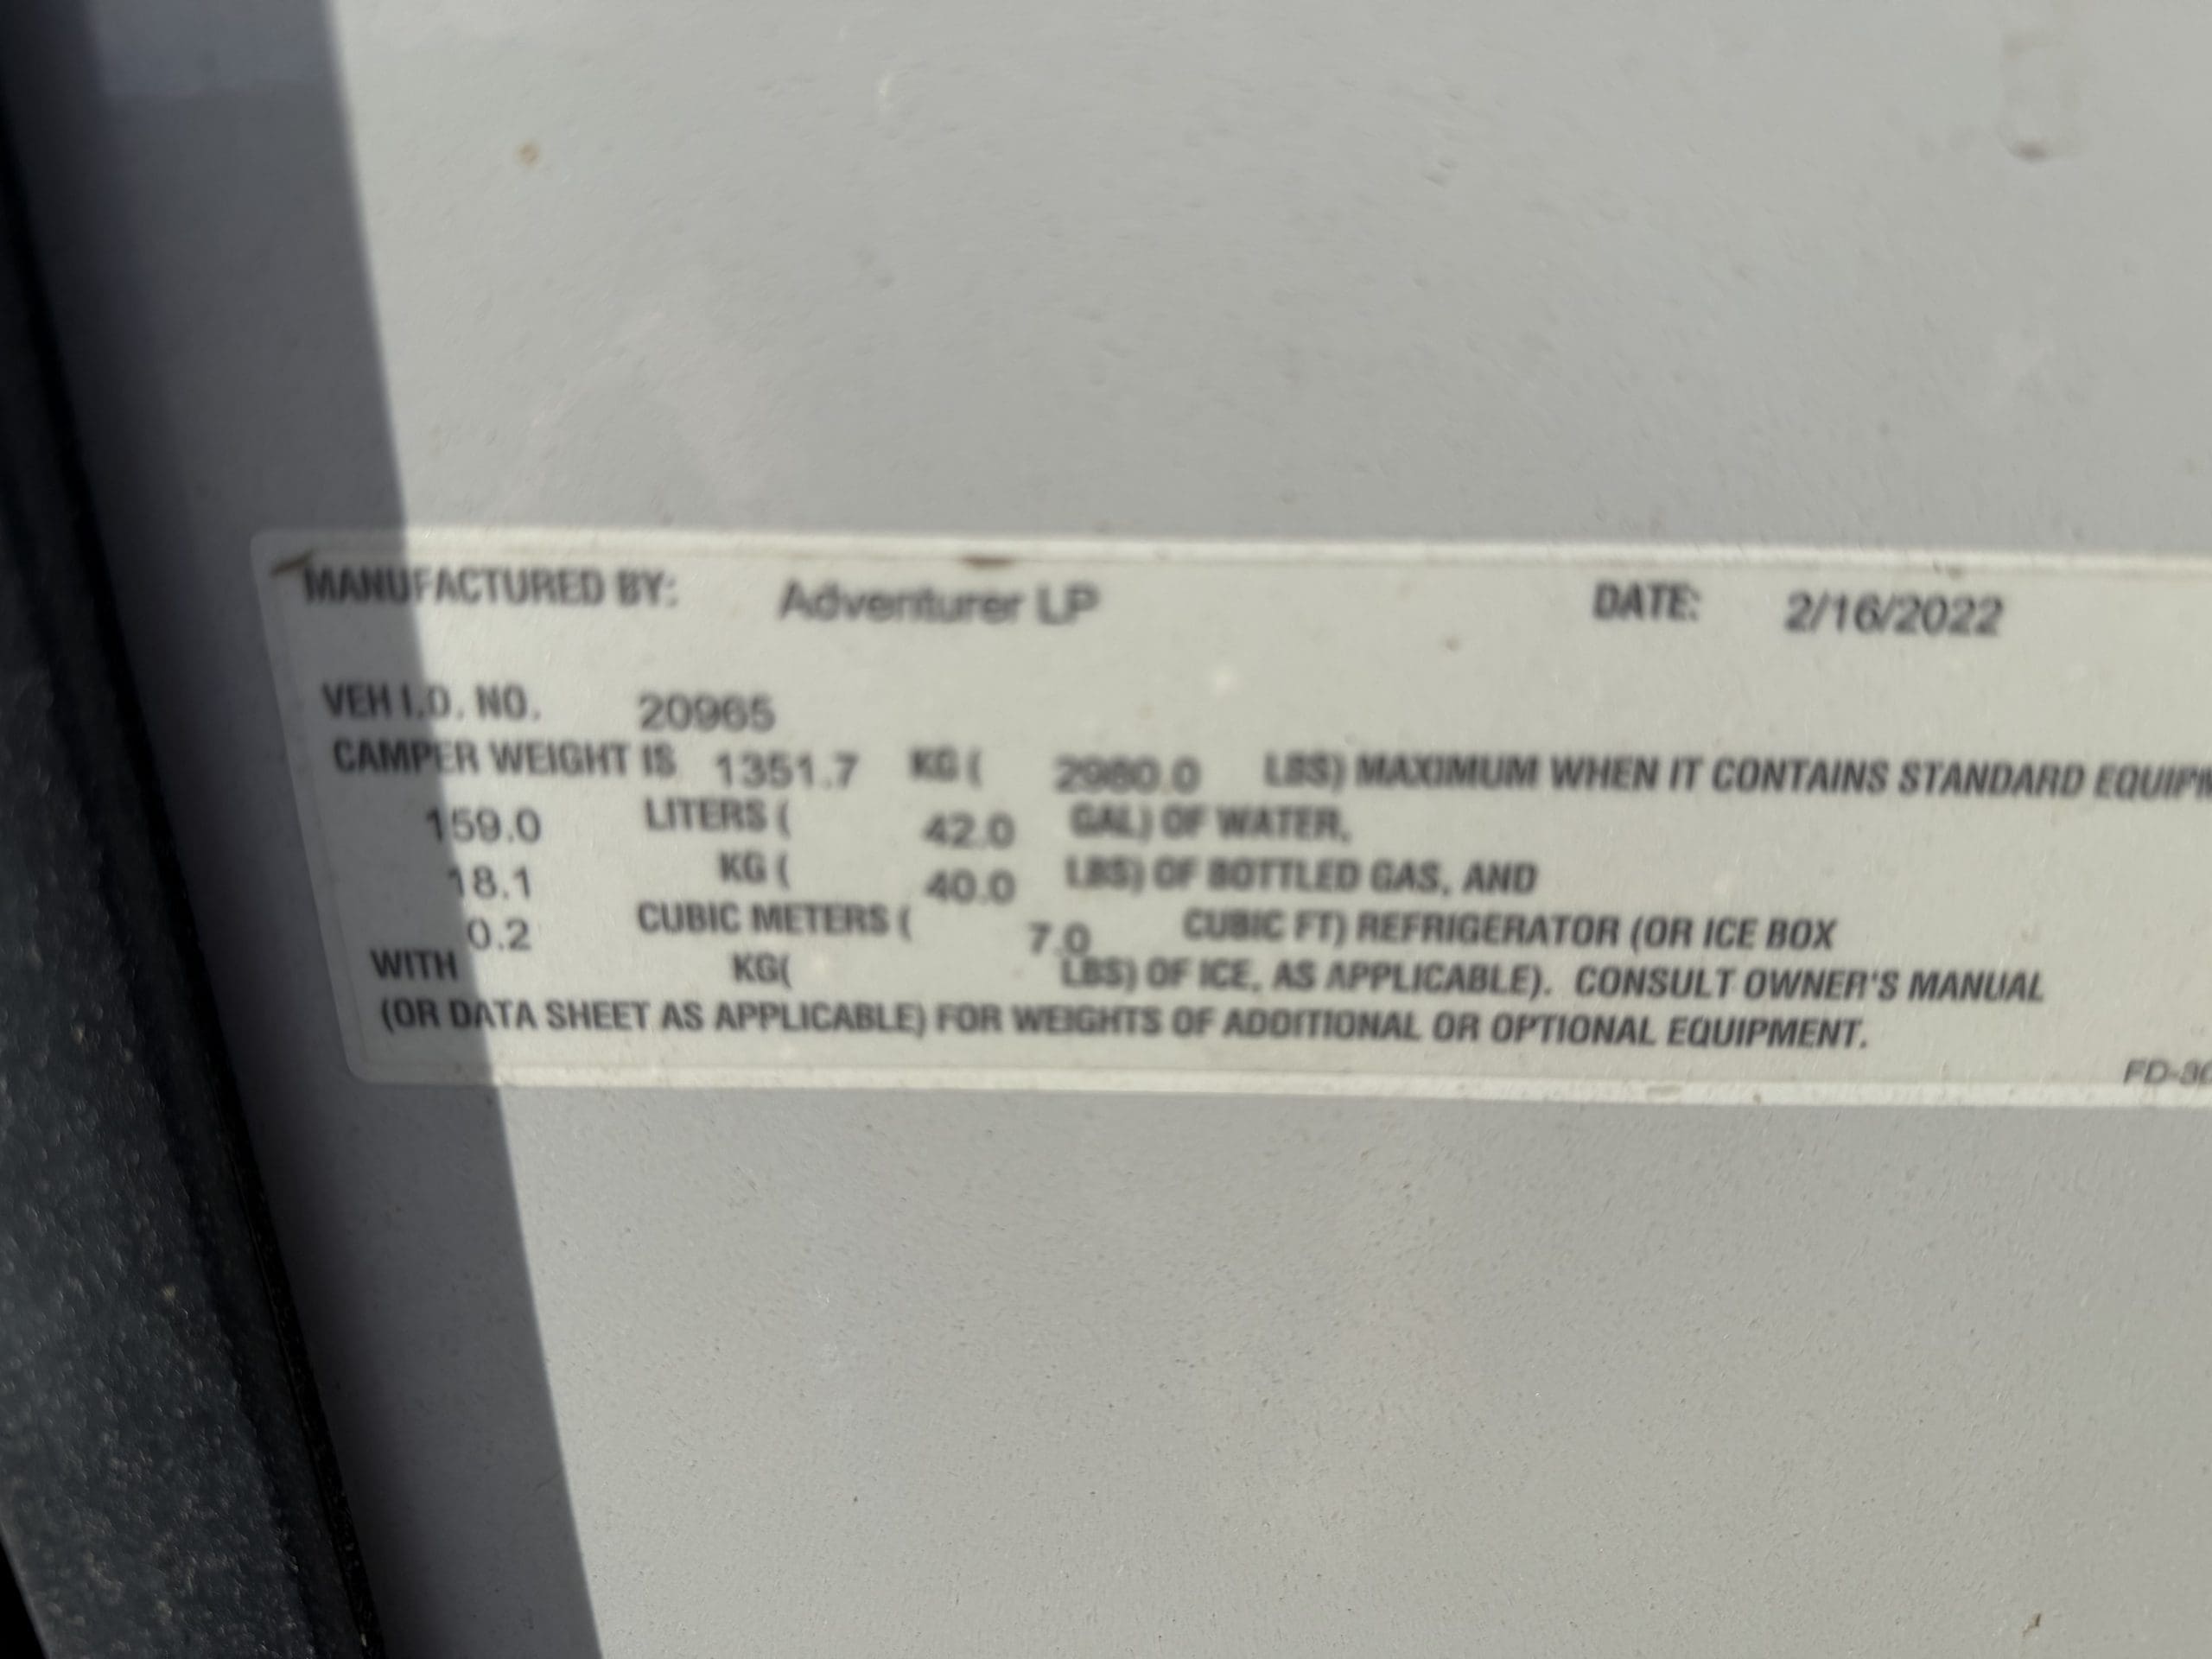 MANUFACTURED BY: Adventurer LP DATE: 2/16/2022
VEH I.D. NO. 20965
CAMPER WEIGHT IS 1351.7 KG ( 2980.0 LBS) MAXIMUM WHEN IT CONTAINS STANDARD EQUIPM
159.0 LITERS ( 42.0 GAL) OF WATER,
18.1 KG ( 40.0 LBS) OF BOTTLED GAS, AND
0.2 CUBIC METERS ( 7.0 CUBIC FT) REFRIGERATOR (OR ICE BOX
WITH KG( LBS) OF ICE, AS APPLICABLE). CONSULT OWNER'S MANUAL
(OR DATA SHEET AS APPLICABLE) FOR WEIGHTS OF ADDITIONAL OR OPTIONAL EQUIPMENT.
FD-30